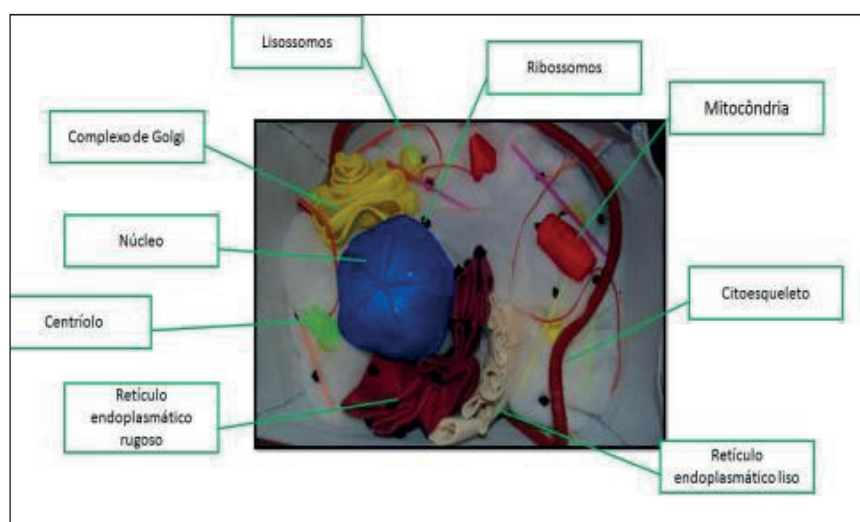 Lisossomos
Ribossomos
Mitocôndria
Complexo de Golgi
Núcleo
Citoesqueleto
Centríolo
Retículo
endoplasmático
rugoso
Retículo
endoplasmático liso